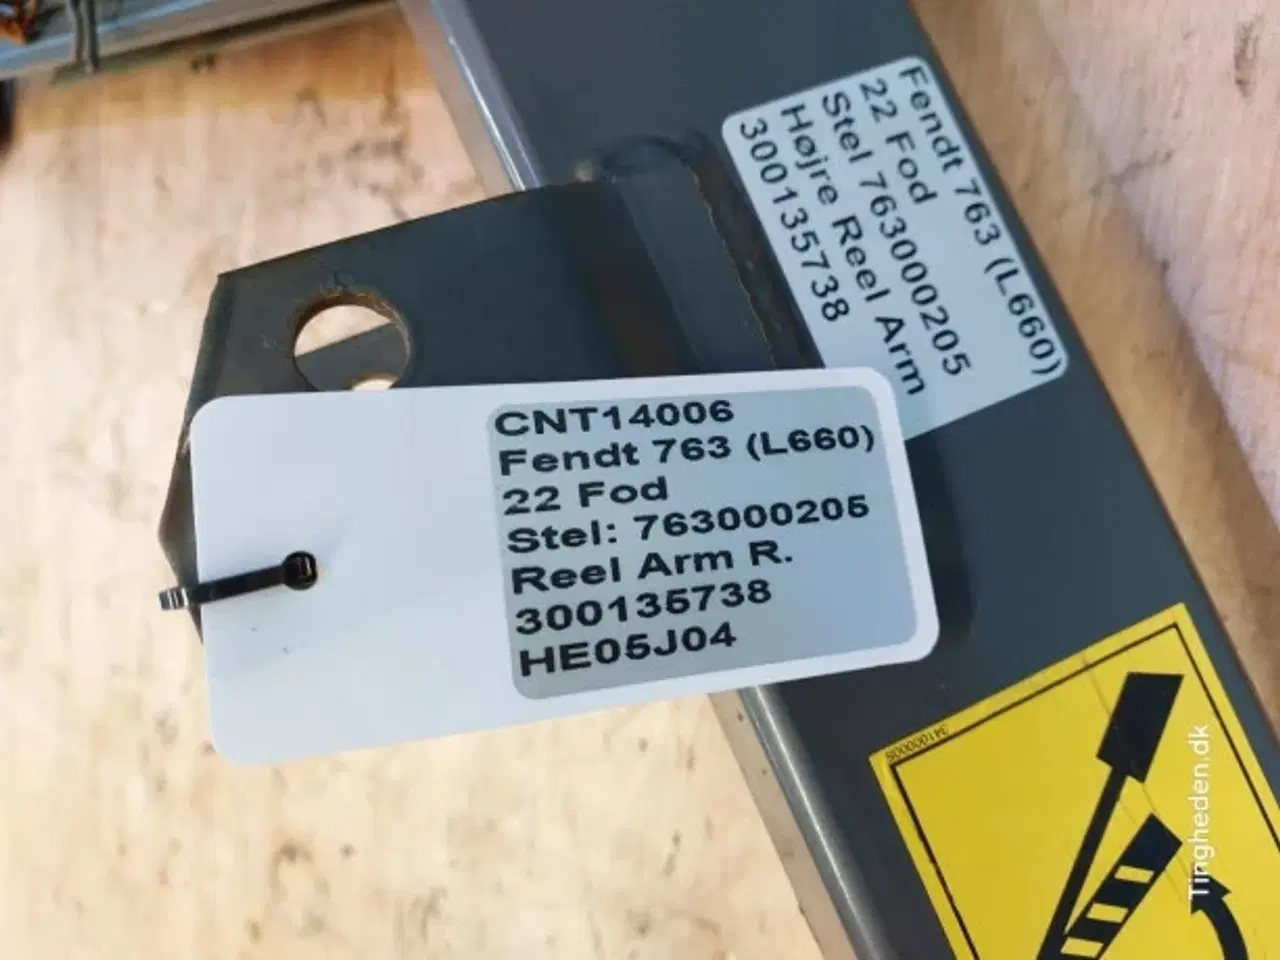 Fendt 763 (L660)
22 Fod
Stel 763000205
Højre Reel Arm
300135738
CNT14006
Fendt 763 (L660)
22 Fod
Stel: 763000205
Reel Arm R.
300135738
HE05J04
Tingheden.dk